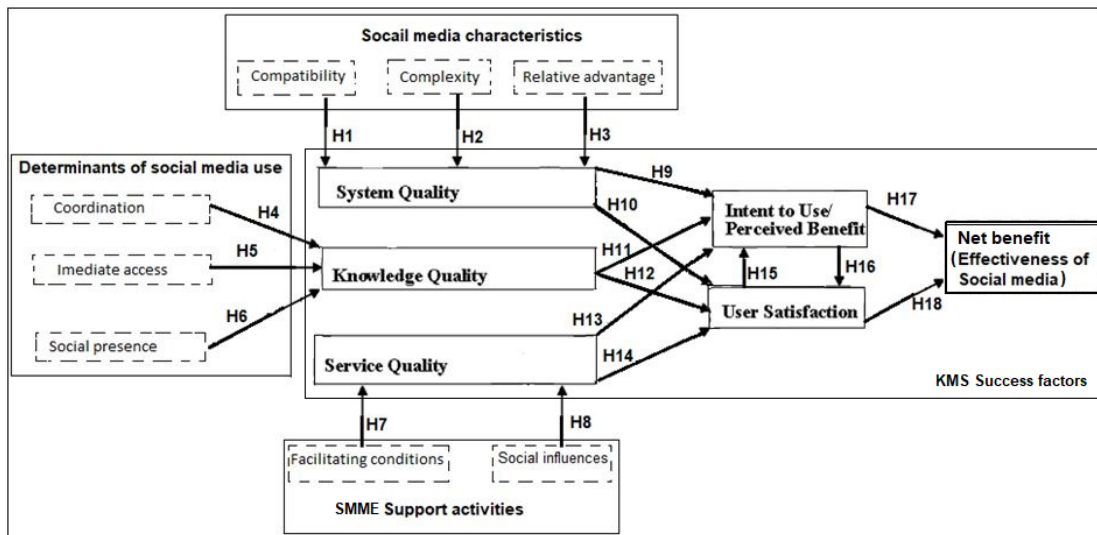 Socail media characteristics
Compatibility
Complexity
Relative advantage
H1
H2
H3
Determinants of social media use
Coordination
Imediate access
Social presence
H4
H5
H6
System Quality
Knowledge Quality
Service Quality
H9
H10
H11
H12
H13
H14
Intent to Use/
Perceived Benefit
H15
H16
User Satisfaction
H17
H18
Net benefit
(Effectiveness of
Social media)
KMS Success factors
H7
H8
Facilitating conditions
Social influences
SMME Support activities